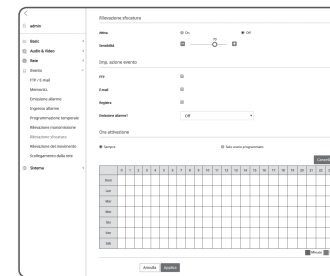 admin
Basic
Audio & Video
Rete
Evento
FTP / E-mail
Memorica
Emissione allarme
Ingresso allarme
Programmazione temporale
Rilevazione manomissione
Rilevazione sfocatura
Rilevazione del movimento
Scollegamento dalla rete
Sistema
Rilevazione sfocatura
Attiva
On
Off
Sensibilità
70
Imp. azione evento
FTP
E-mail
Registra
Emissione allarme1
Off
Ora attivazione
Sempre
Solo orario programmato
0 1 2 3 4 5 6 7 8 9 10 11 12 13 14 15 16 17 18 19 20 21 22
Dom
Lun
Mar
Mer
Gio
Ven
Sab
Annulla
Applica